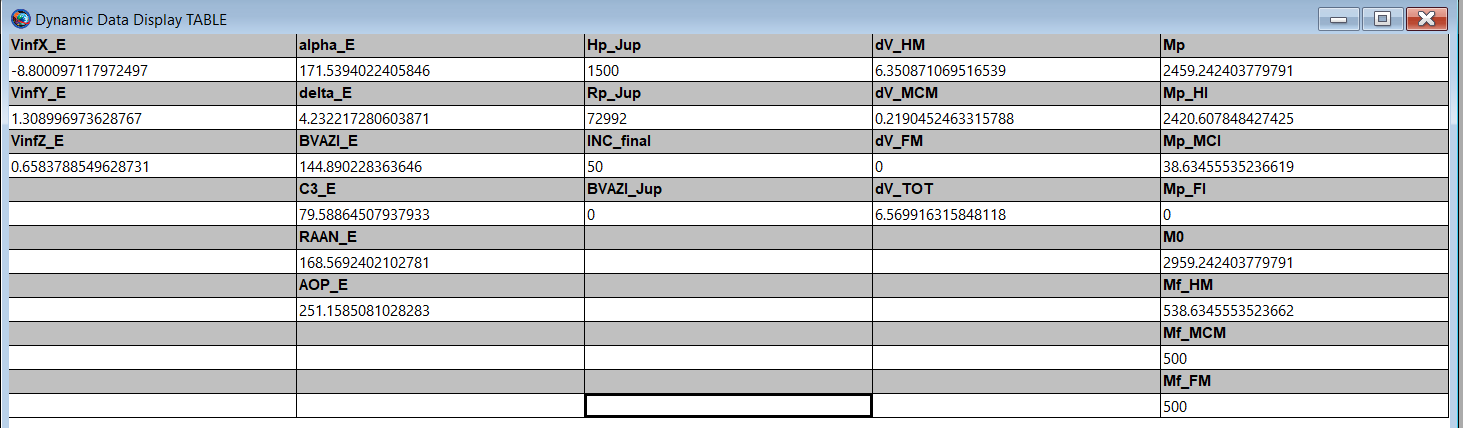 Dynamic Data Display TABLE
VinfX_E alpha_E Hp_Jup dV_HM Mp
-8.800097117972497 171.5394022405846 1500 6.350871069516539 2459.242403779791
VinfY_E delta_E Rp_Jup dV_MCM Mp_HI
1.308996973628767 4.232217280603871 72992 0.2190452463315788 2420.607848427425
VinfZ_E BVAZI_E INC_final dV_FM Mp_MCI
0.6583788549628731 144.890228363646 50 0 38.63455535236619
C3_E BVAZI_Jup dV_TOT Mp_FI
79.58864507937933 0 6.569916315848118 0
RAAN_E M0
168.5692402102781 2959.242403779791
AOP_E Mf_HM
251.1585081028283 538.6345553523662
Mf_MCM
500
Mf_FM
500